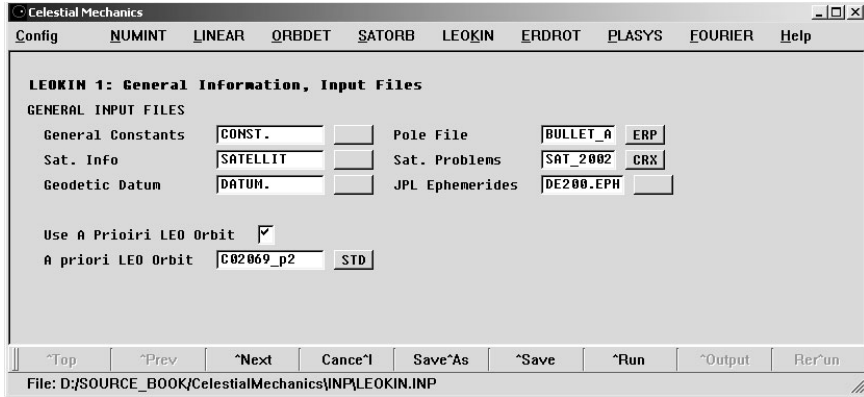 Celestial Mechanics
Config NUMINT LINEAR ORBDET SATORB LEOKIN ERDROT PLASYS FOURIER Help
LEOKIN 1: General Information, Input Files
GENERAL INPUT FILES
General Constants CONST. Pole File BULLET_A ERP
Sat. Info SATELLIT Sat. Problems SAT_2002 CRX
Geodetic Datum DATUM. JPL Ephemerides DE200.EPH
Use A Prioiri LEO Orbit
A priori LEO Orbit C02069_p2 STD
^Top ^Prev ^Next Cance^l Save^As ^Save ^Run ^Output Rer^un
File: D:/SOURCE_BOOK/CelestialMechanics\INP\LEOKIN.INP